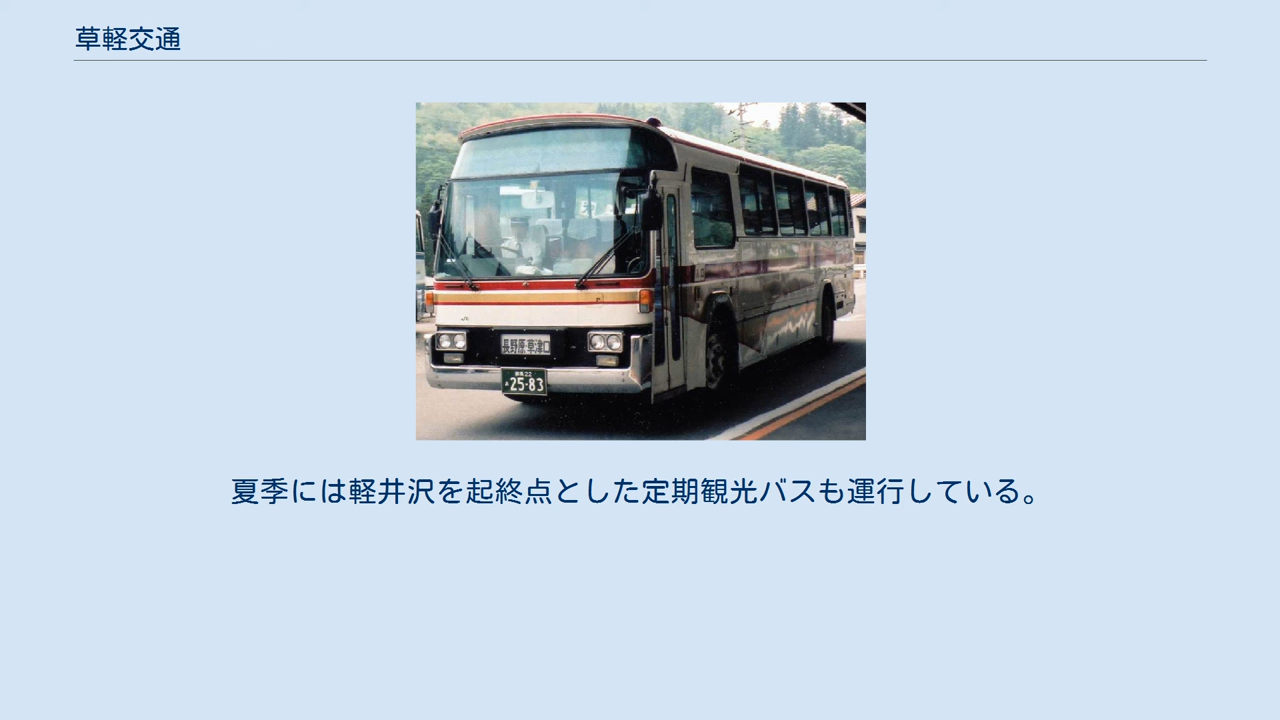 草軽交通
長野原草津口
25-83
夏季には軽井沢を起終点とした定期観光バスも運行している。